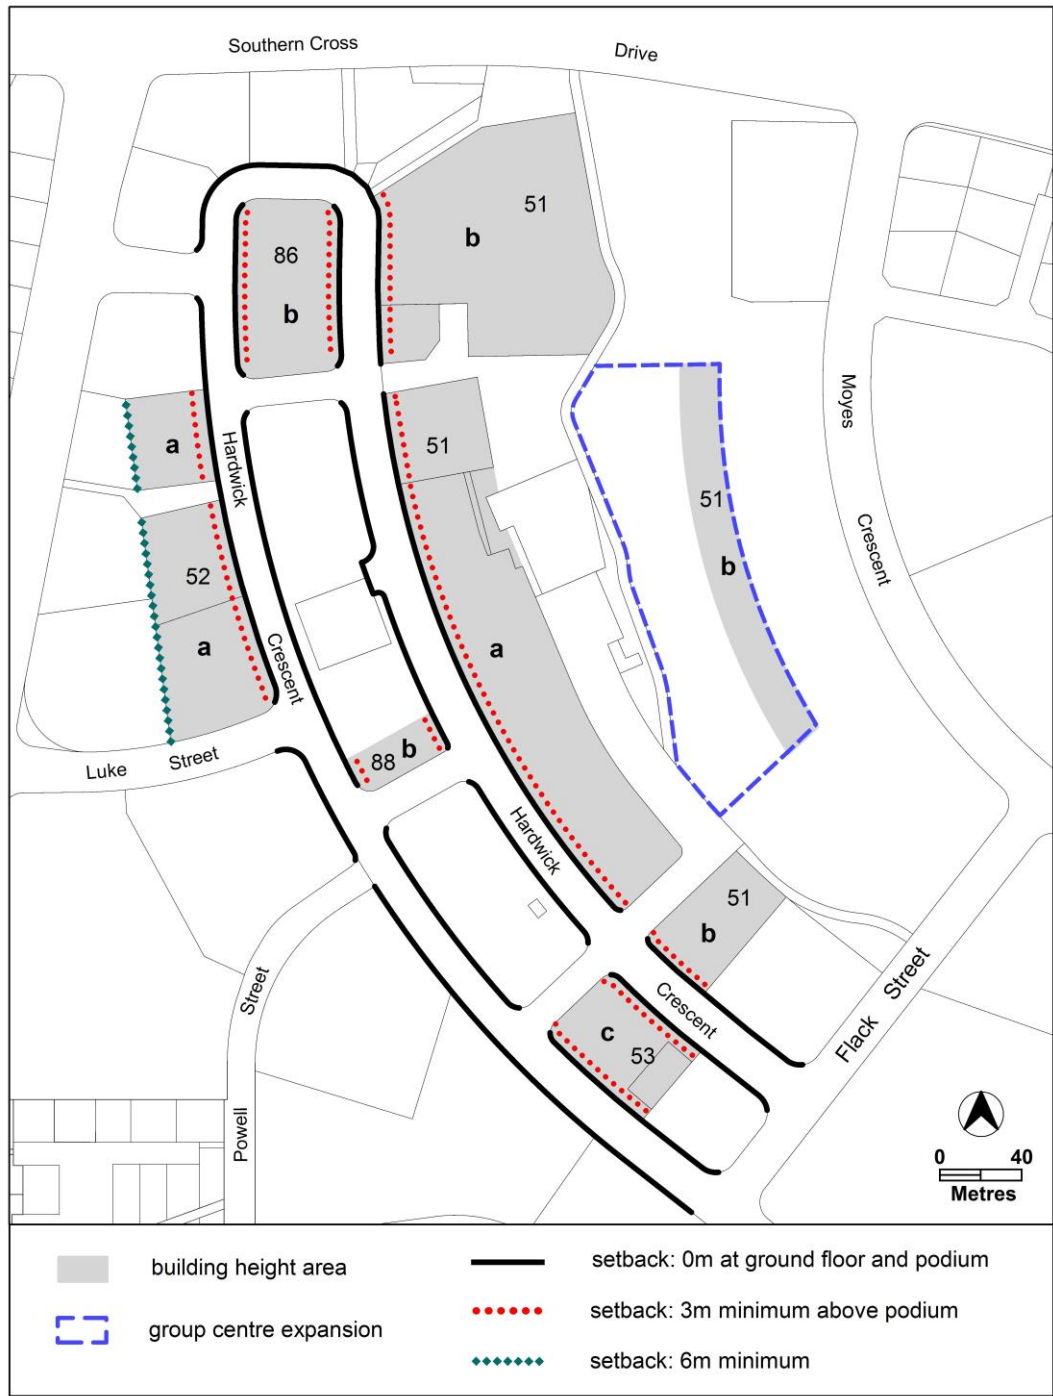 Southern Cross
Drive
51
b
86
b
Moyes
Crescent
a
Hardwick
51
51
b
52
a
Crescent
a
b
88
Luke
Street
Hardwick
51
b
Street
Crescent
c
53
Flack
Street
Powell
0 40
Metres
building height area
group centre expansion
setback: 0m at ground floor and podium
setback: 3m minimum above podium
setback: 6m minimum